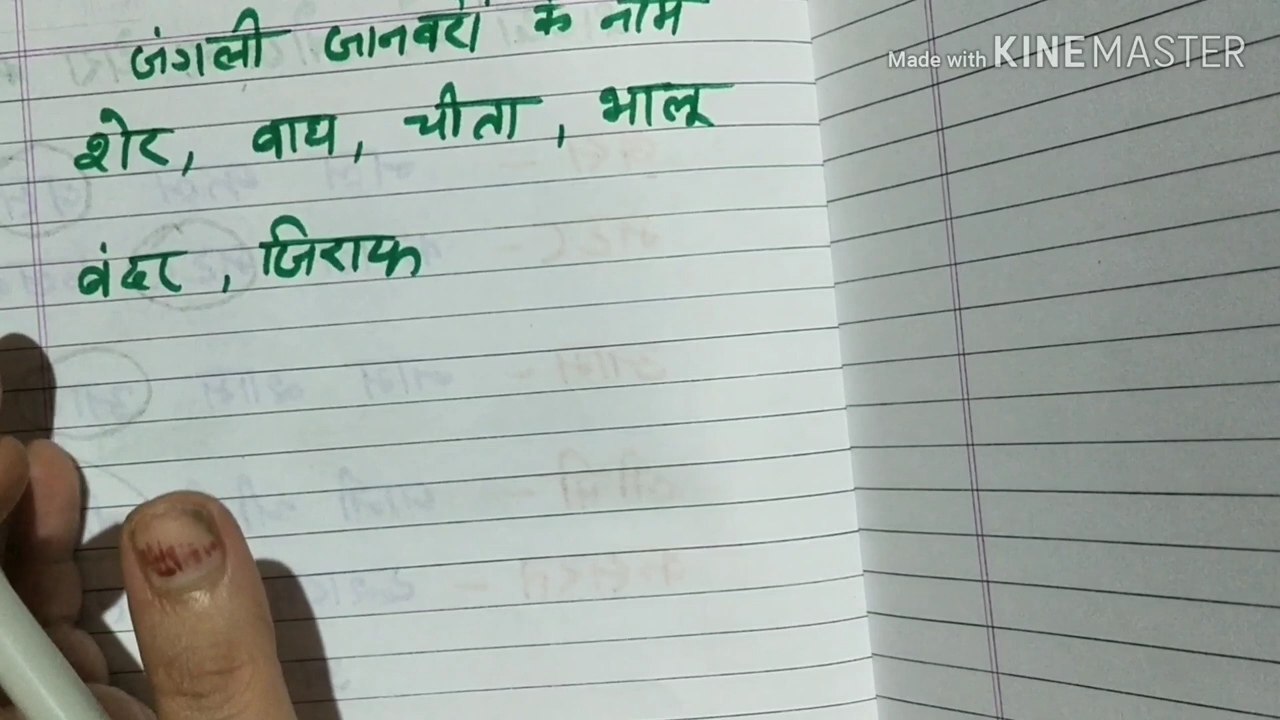 Made with KINEMASTER
जंगली जानवरों के नाम
शेर, वाघ, चीता, भालू
बंदर, जिराफ